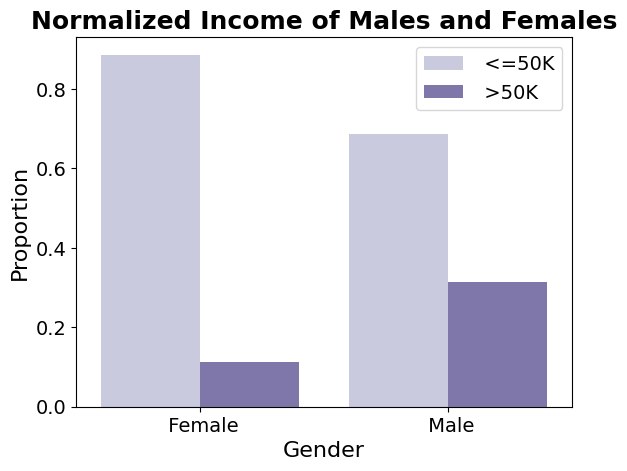 Normalized Income of Males and Females
<=50K
>50K
Proportion
0.8
0.6
0.4
0.2
0.0
Female
Male
Gender